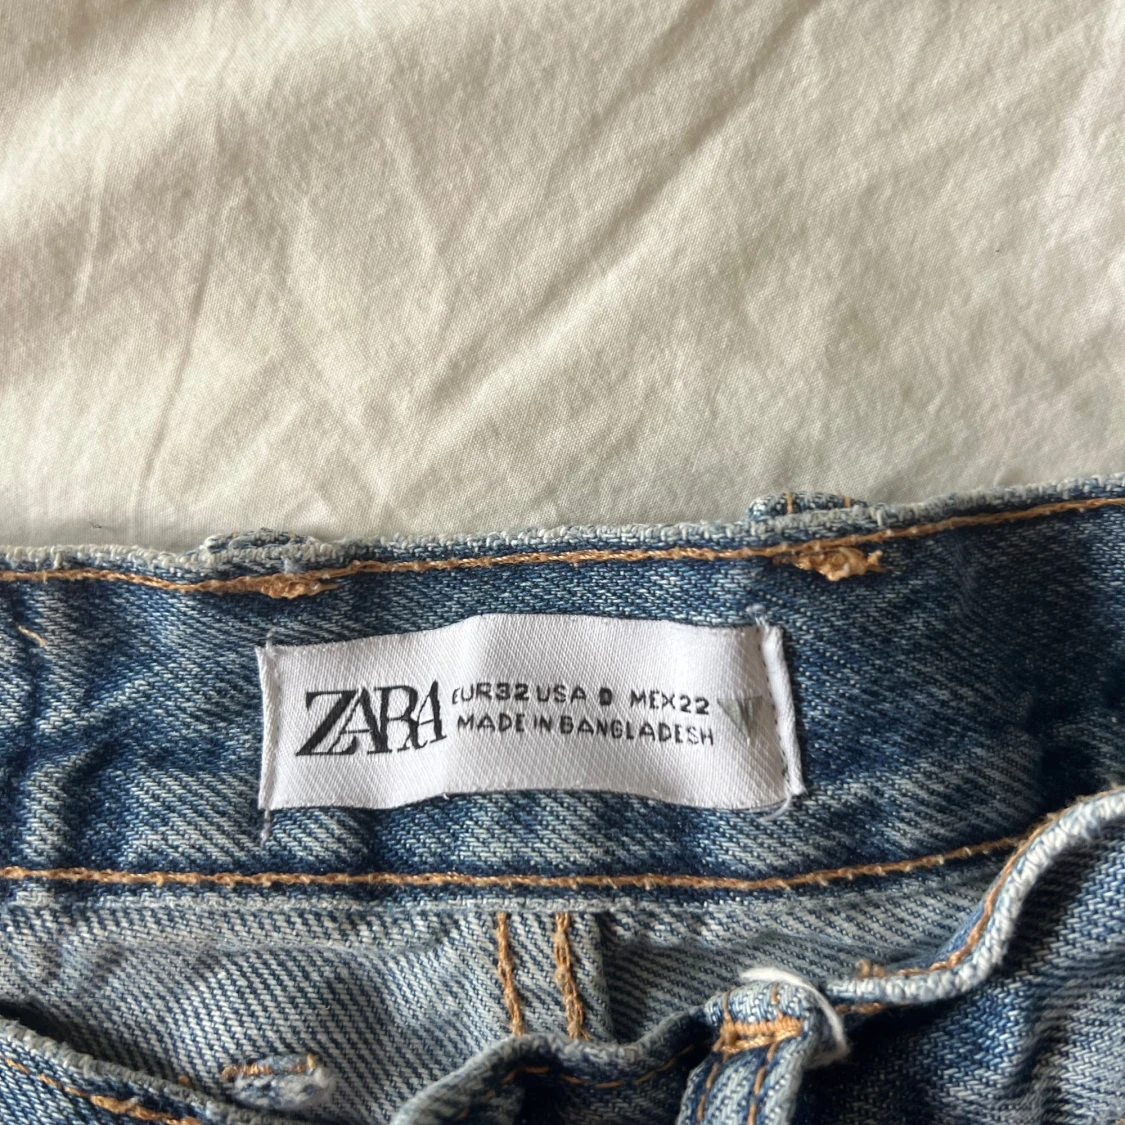 ZARA
EUR32 USA 0 MEX22 W
MADE IN BANGLADESH